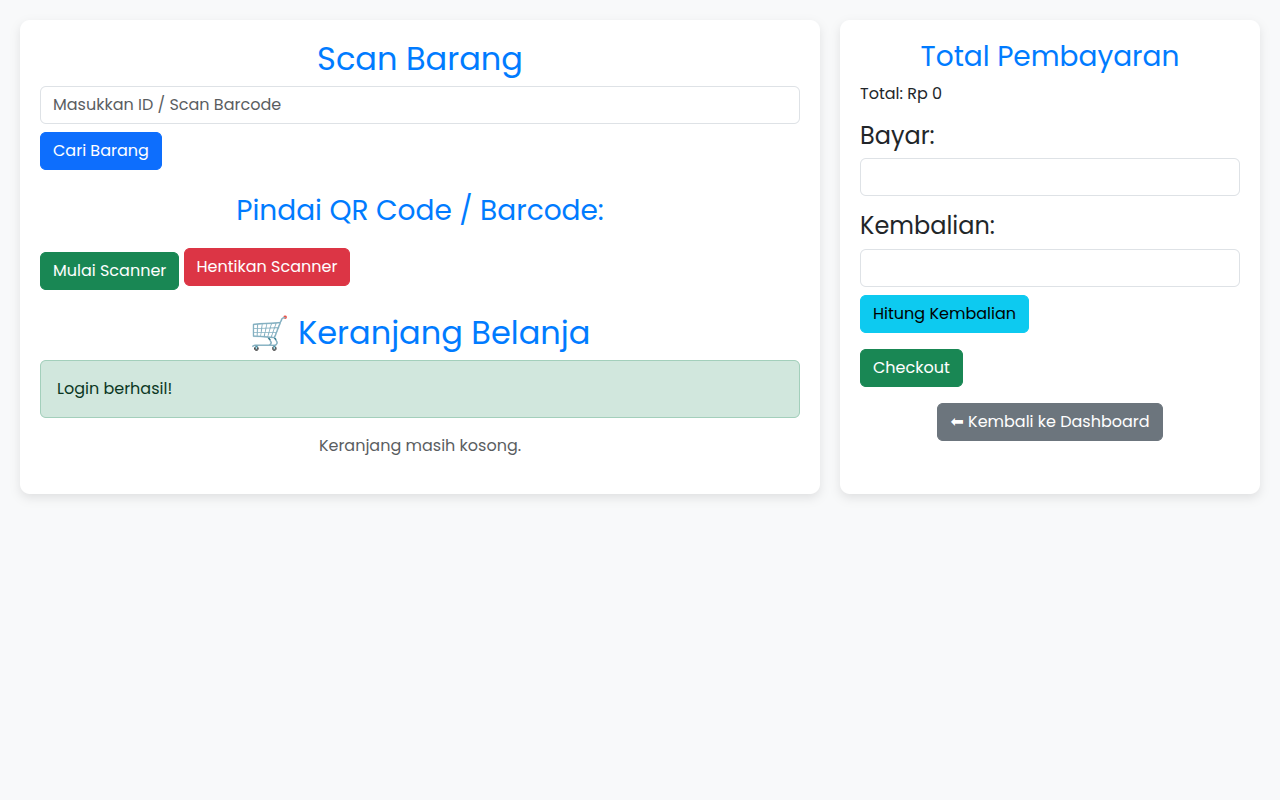 Scan Barang
Masukkan ID / Scan Barcode
Cari Barang
Pindai QR Code / Barcode:
Mulai Scanner
Hentikan Scanner
🛒 Keranjang Belanja
Login berhasil!
Keranjang masih kosong.
Total Pembayaran
Total: Rp 0
Bayar:
Kembalian:
Hitung Kembalian
Checkout
⬅ Kembali ke Dashboard